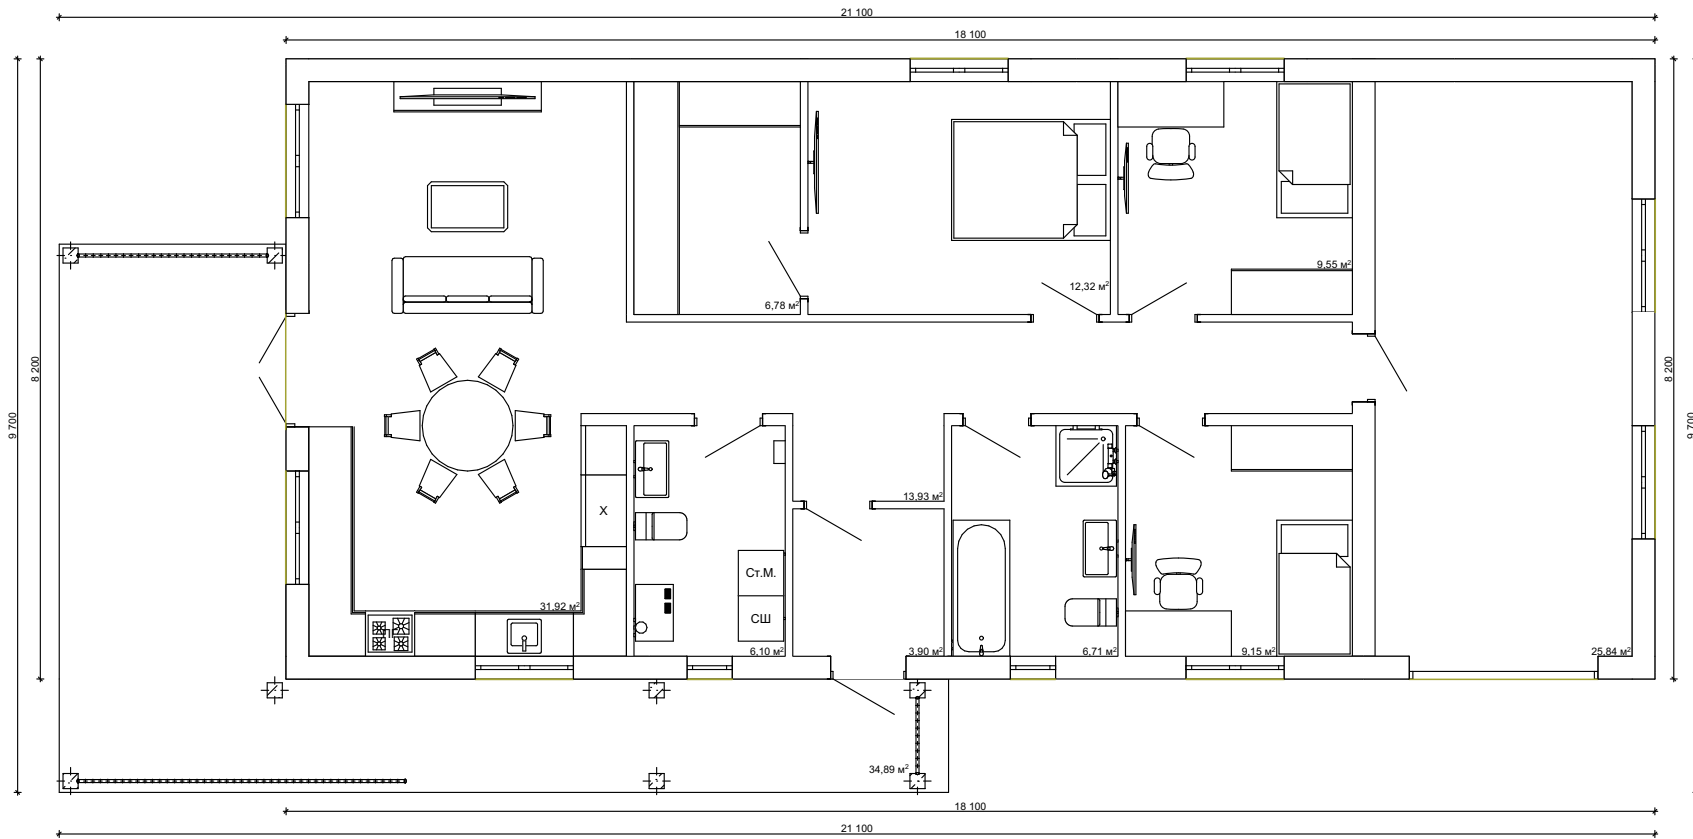 21 100
18 100
9 700
8 200
8 200
9 700
9,55 м²
12,32 м²
6,78 м²
13,93 м²
X
Ст.М.
СШ
31,92 м²
6,10 м²
3,90 м²
6,71 м²
9,15 м²
25,84 м²
34,89 м²
18 100
21 100